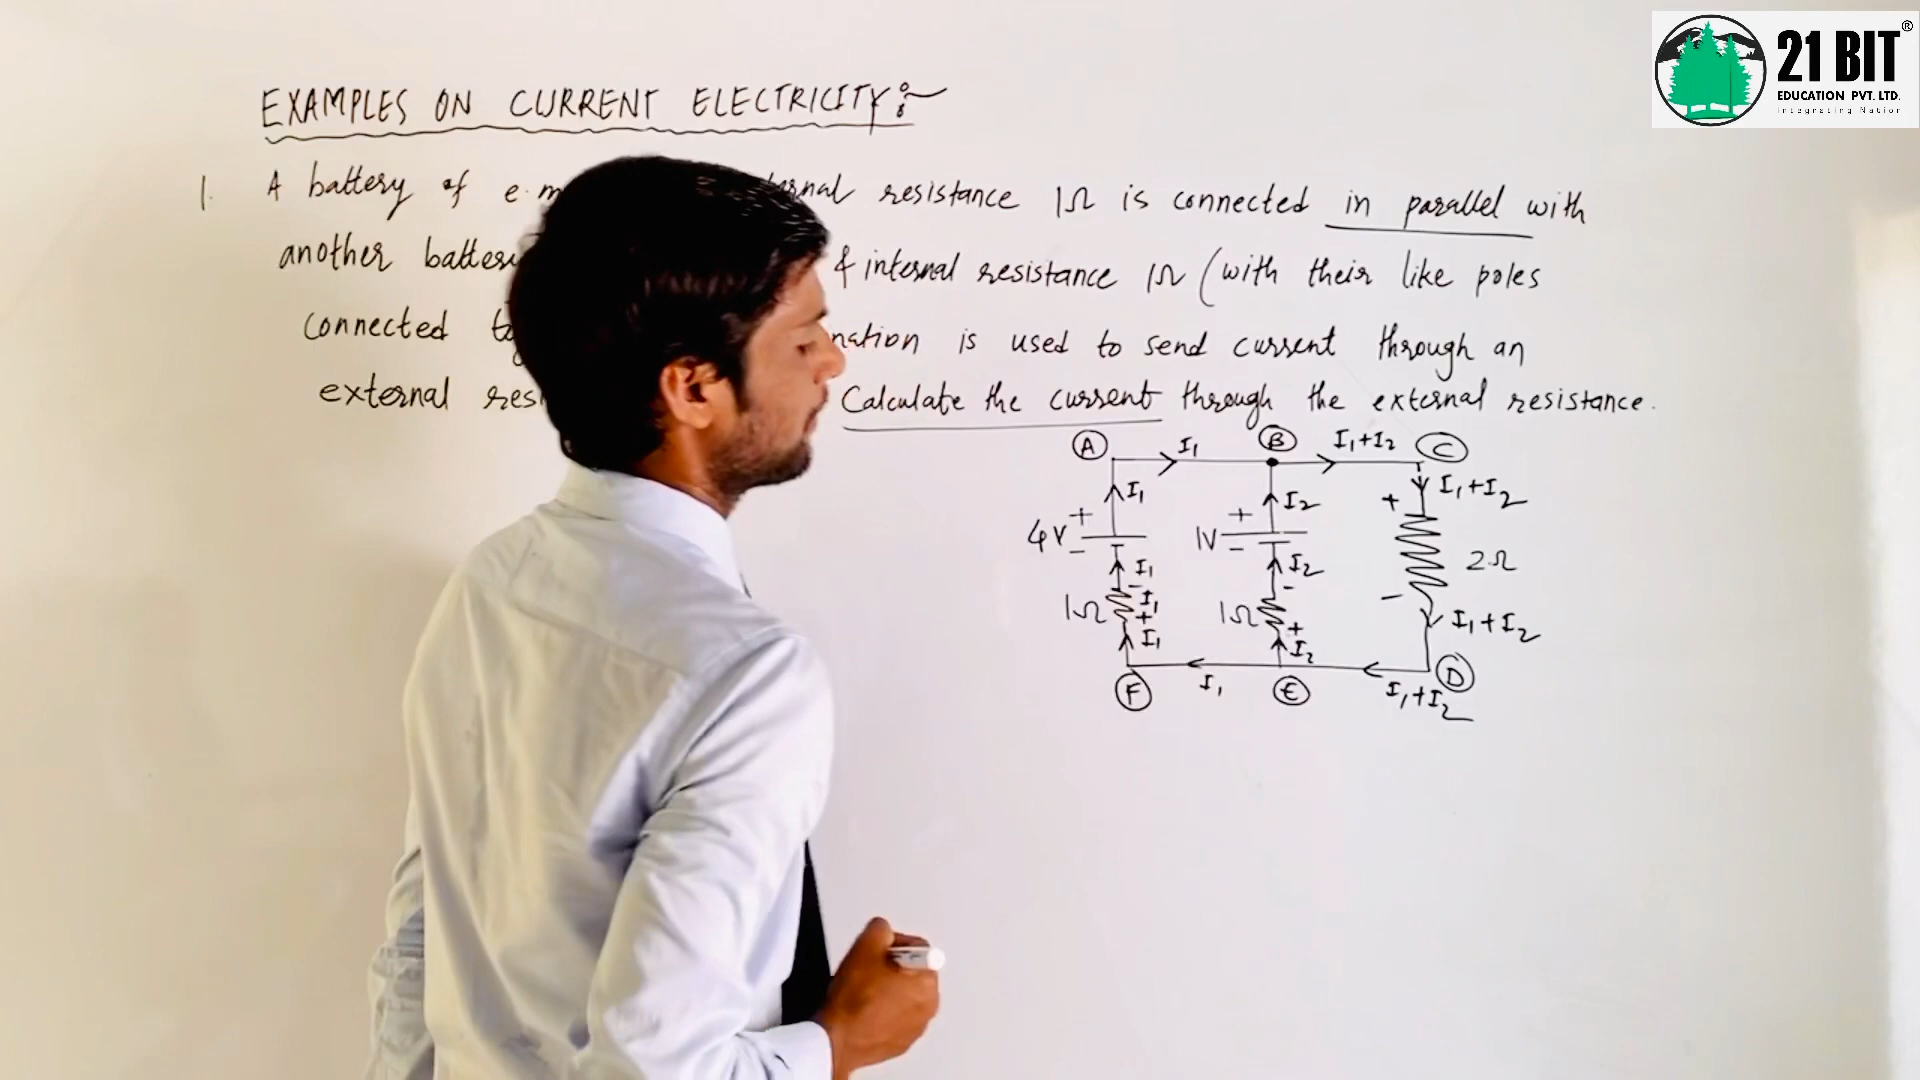 21 BIT®
EDUCATION PVT. LTD.
Integrating Nation
EXAMPLES ON CURRENT ELECTRICITY :~
1. A battery of e.m resistance 1Ω is connected in parallel with
another & internal resistance 1Ω (with their like poles
connected is used to send current through an
external Calculate the current through the external resistance.
A I₁ B I₁+I₂ C
I₁ I₂ + I₁+I₂
4V + - 1V + - 2Ω
I₁ I₂
1Ω - I₁ + 1Ω - + - I₁+I₂
I₁ I₂
F I₁ E I₁+I₂ D